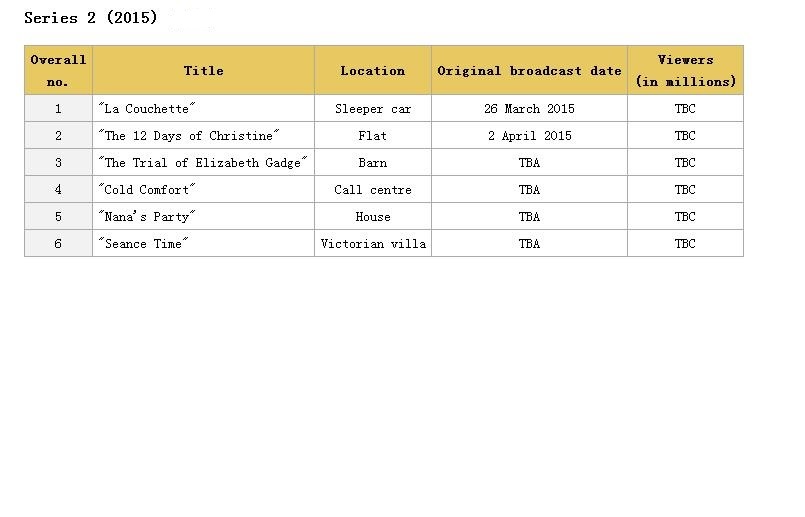 Series 2 (2015)
Overall no. Title Location Original broadcast date Viewers (in millions)
1 "La Couchette" Sleeper car 26 March 2015 TBC
2 "The 12 Days of Christine" Flat 2 April 2015 TBC
3 "The Trial of Elizabeth Gadge" Barn TBA TBC
4 "Cold Comfort" Call centre TBA TBC
5 "Nana's Party" House TBA TBC
6 "Seance Time" Victorian villa TBA TBC